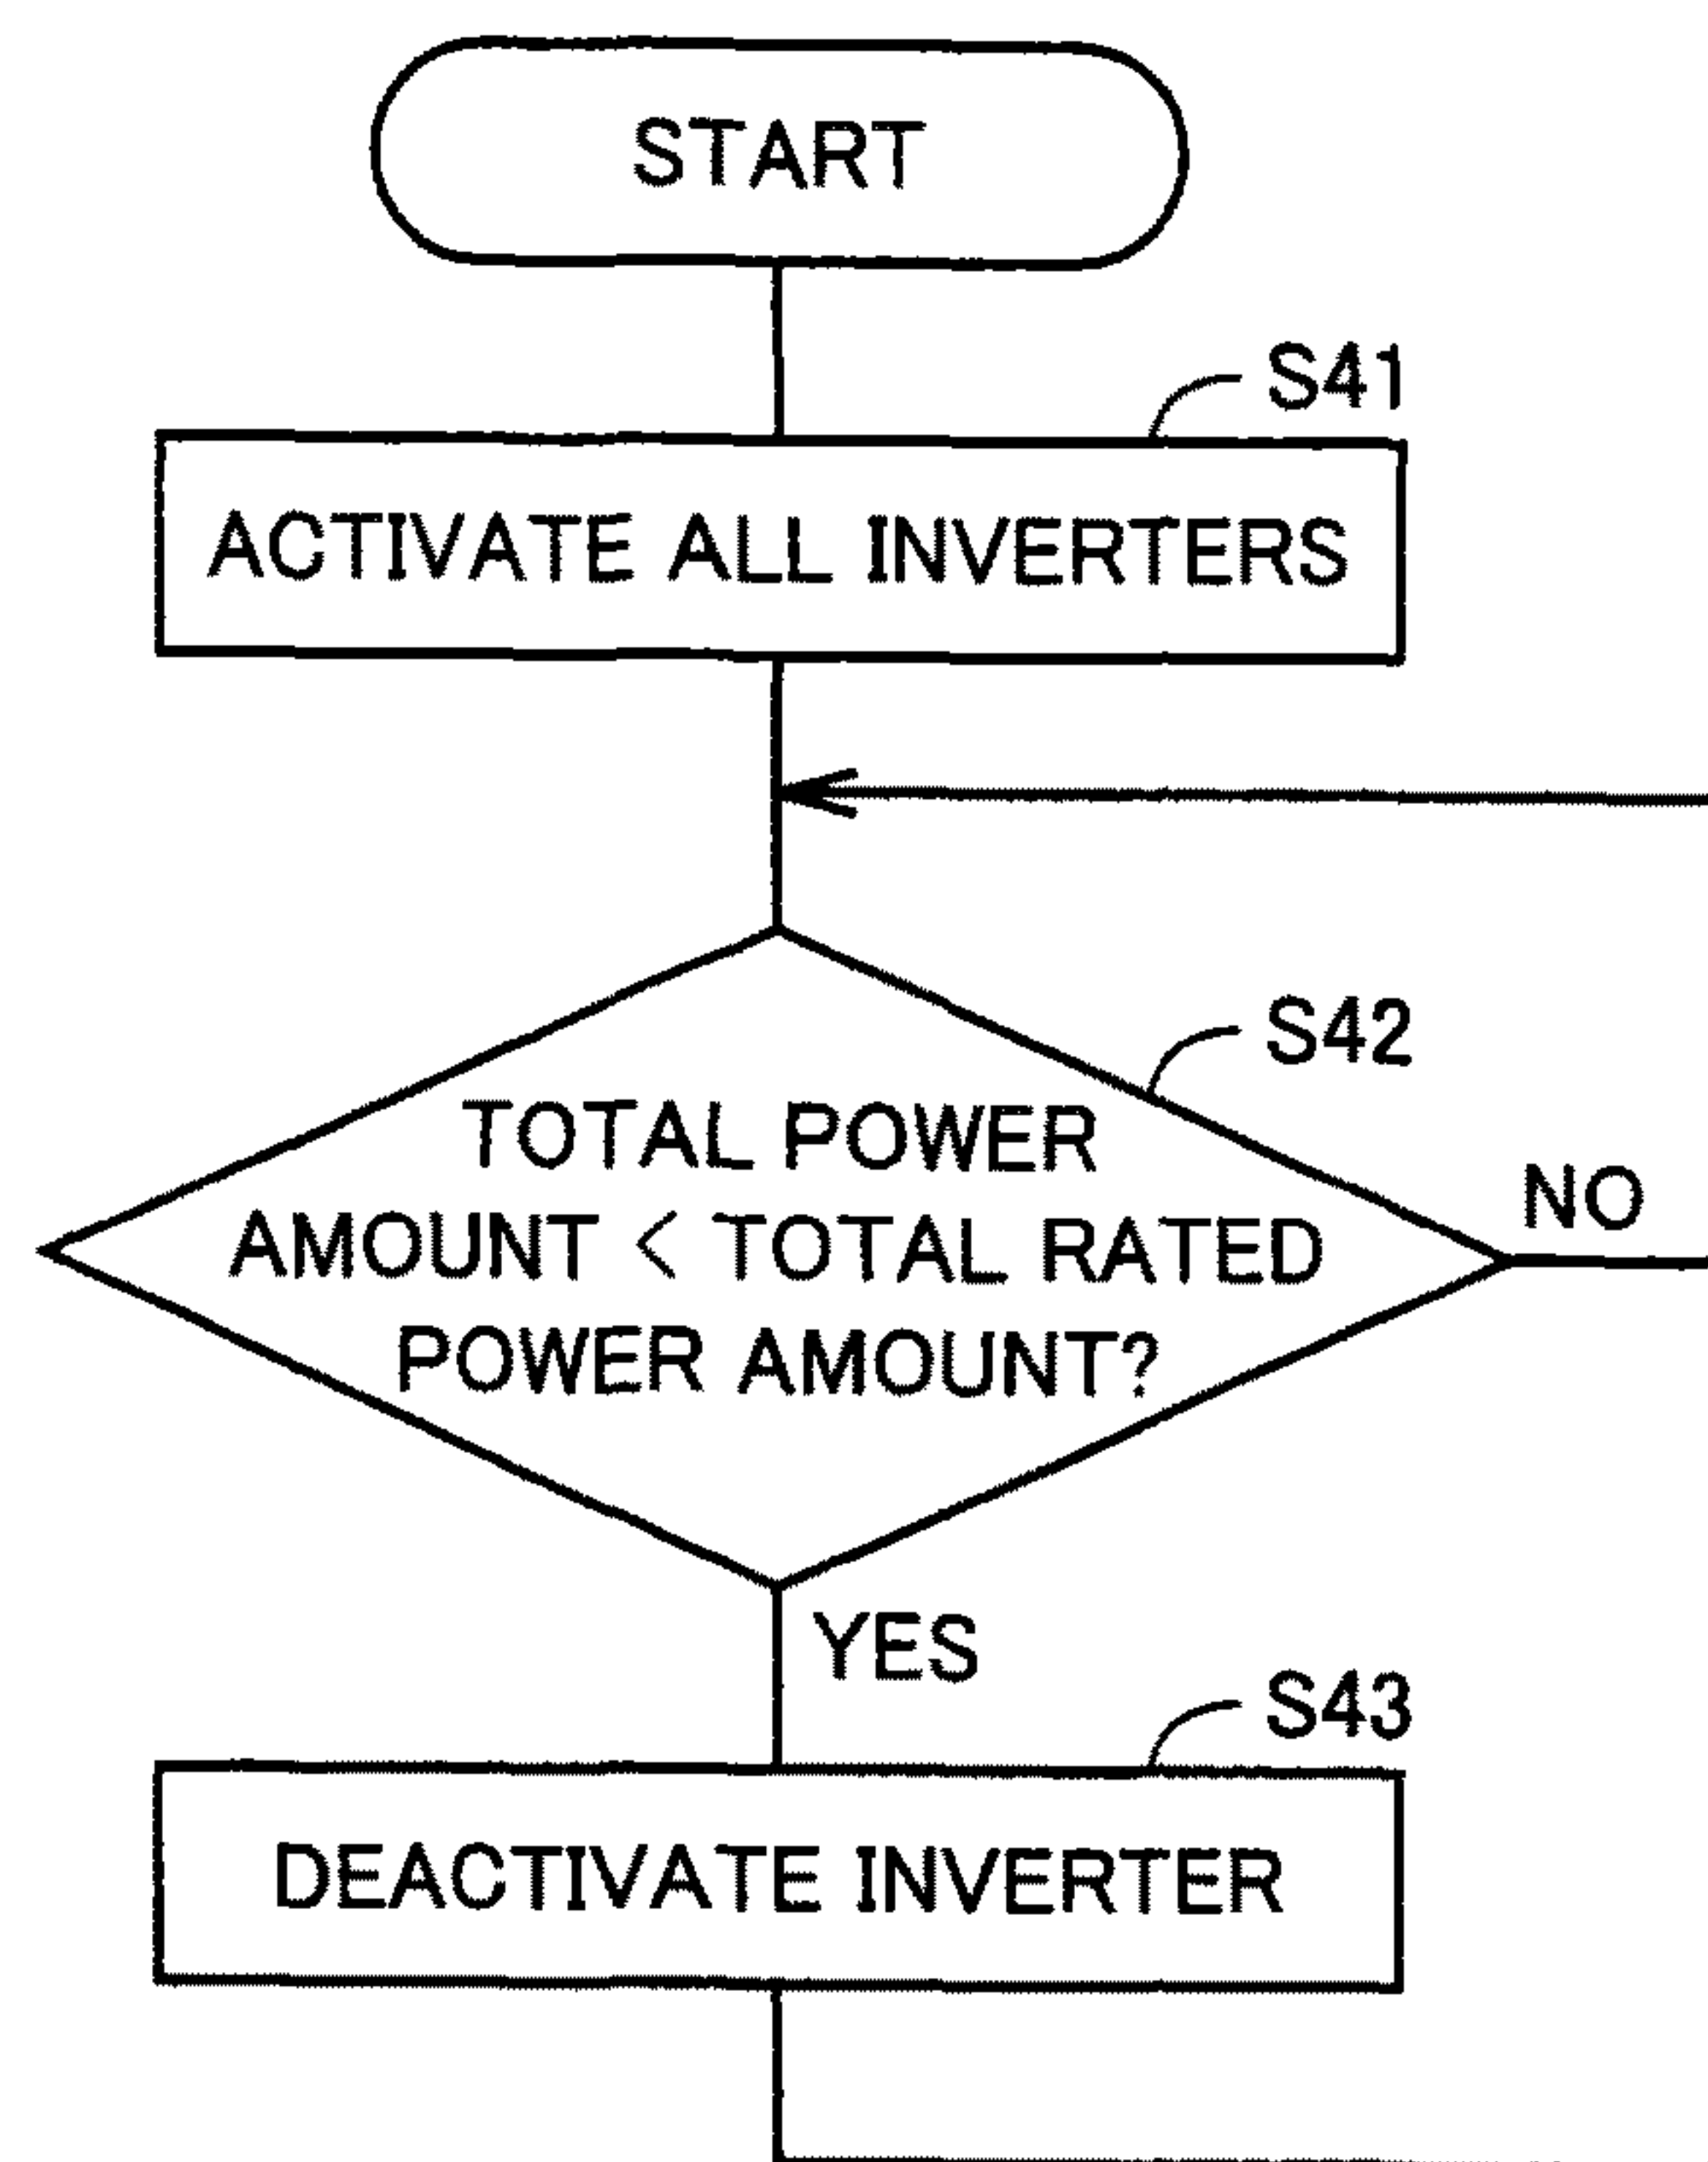 START
S41
ACTIVATE ALL INVERTERS
S42
TOTAL POWER
AMOUNT < TOTAL RATED
POWER AMOUNT?
NO
YES
S43
DEACTIVATE INVERTER